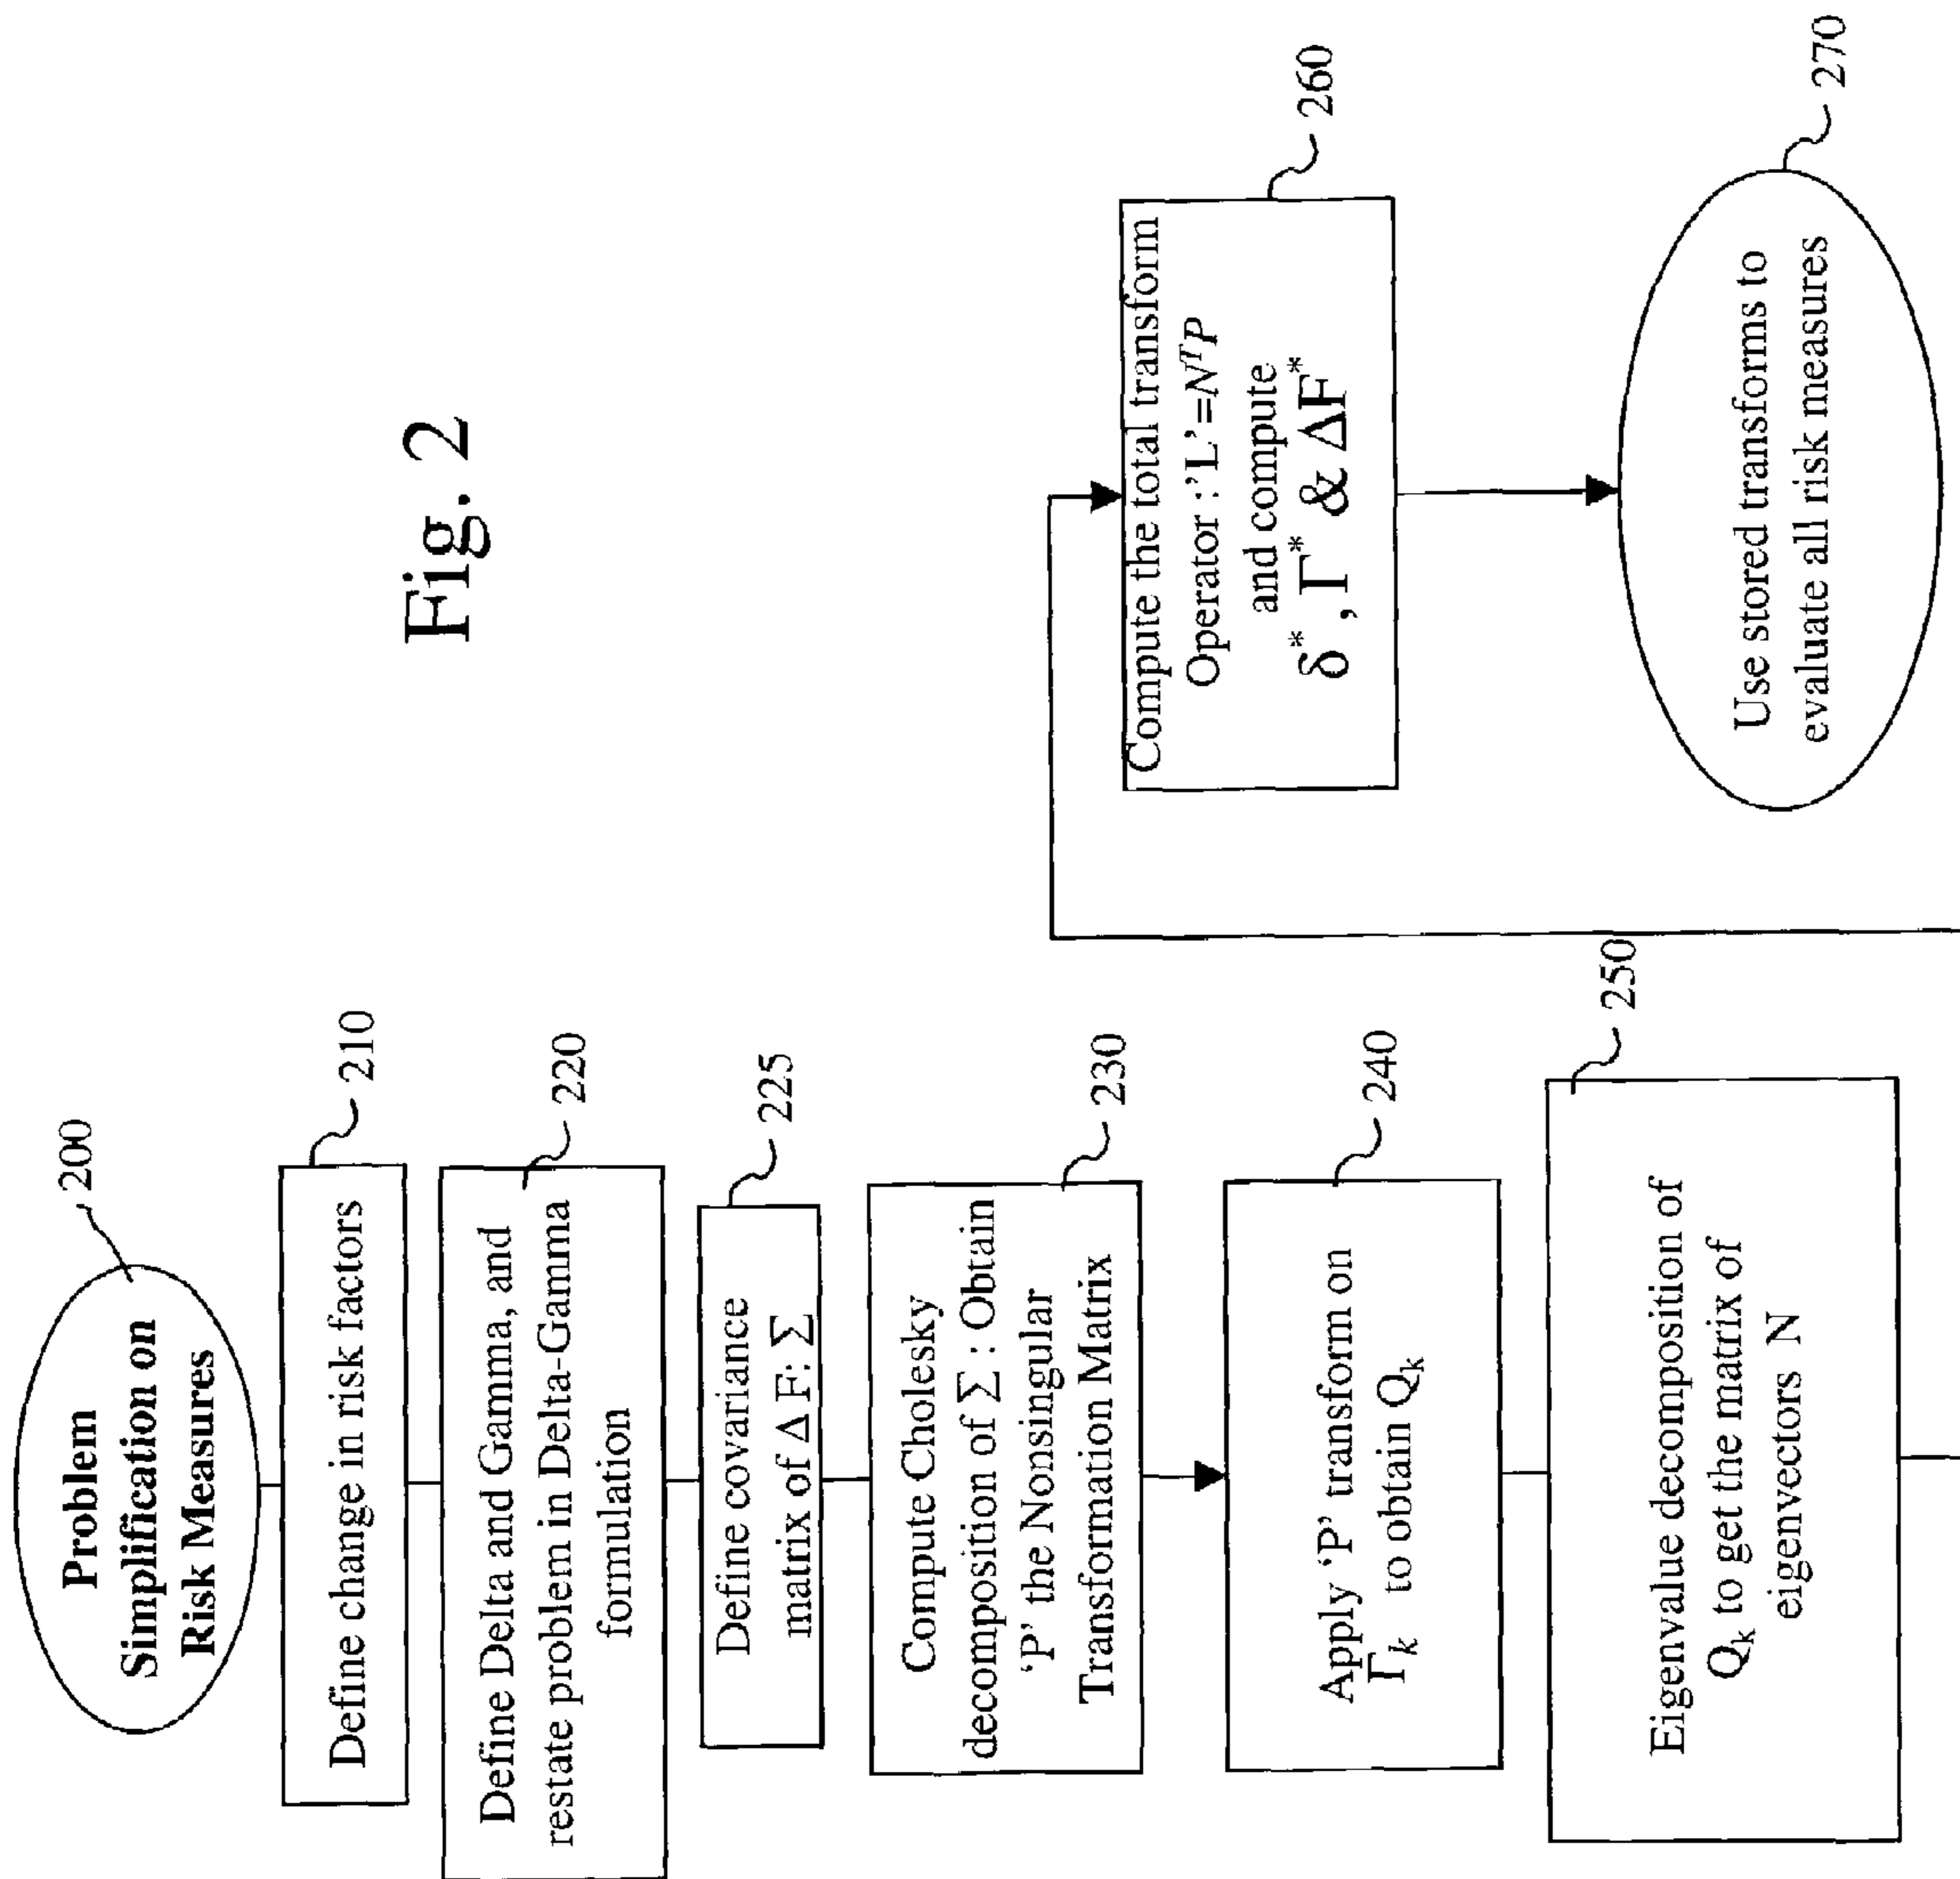 Fig. 2
Problem
Simplification on
Risk Measures
200
Define change in risk factors
210
Define Delta and Gamma, and
restate problem in Delta-Gamma
formulation
220
Define covariance
matrix of Δ F: Σ
225
Compute Cholesky
decomposition of Σ : Obtain
‘P’ the Nonsingular
Transformation Matrix
230
Apply ‘P’ transform on
Γk to obtain Qk
240
Eigenvalue decomposition of
Qk to get the matrix of
eigenvectors N
250
Compute the total transform
Operator :’L’=N^T P
and compute
δ* , Γ* & ΔF*
260
Use stored transforms to
evaluate all risk measures
270